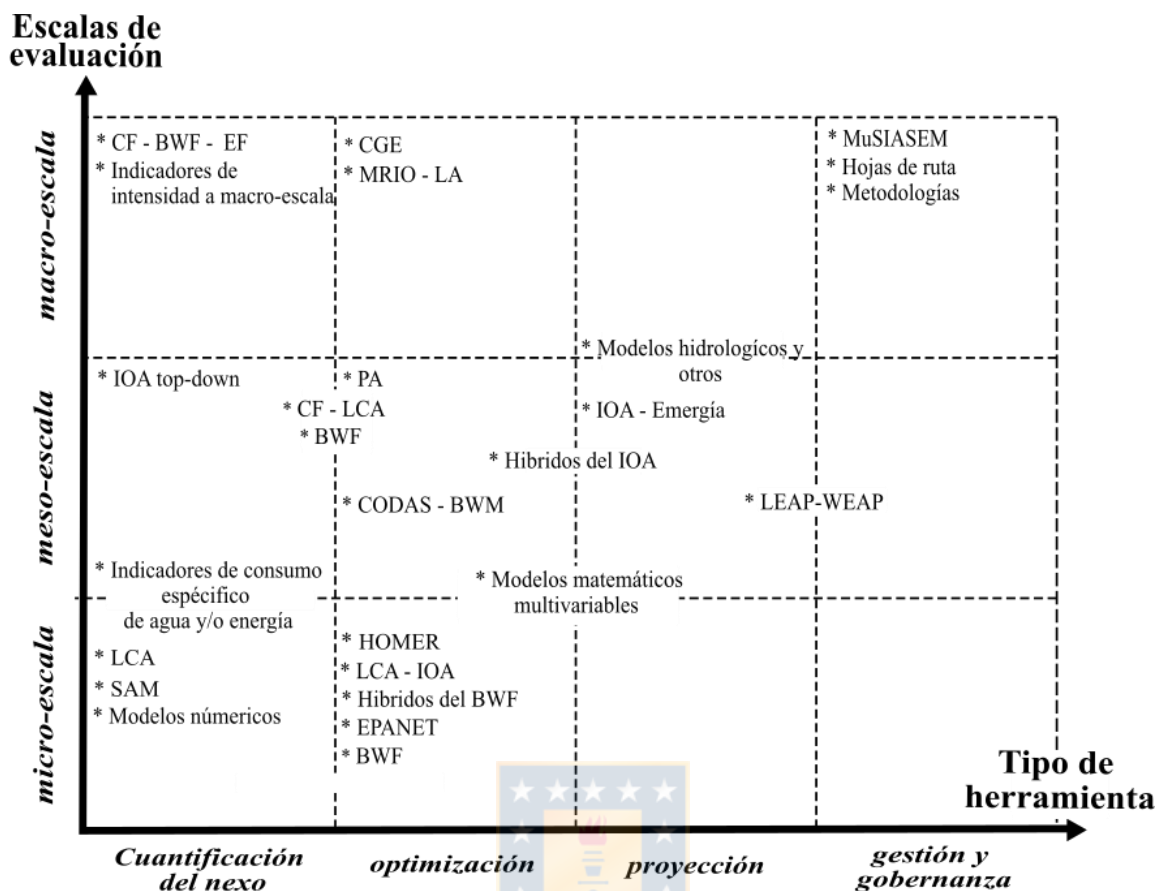 Escalas de
evaluación
macro-escala
* CF - BWF - EF
* Indicadores de
intensidad a macro-escala
* CGE
* MRIO - LA
* MuSIASEM
* Hojas de ruta
* Metodologías
* Modelos hidrologícos y
otros
meso-escala
* IOA top-down
* PA
* CF - LCA
* BWF
* IOA - Emergía
* Hibridos del IOA
* CODAS - BWM
* LEAP-WEAP
* Indicadores de consumo
espécifico
de agua y/o energía
* Modelos matemáticos
multivariables
micro-escala
* LCA
* SAM
* Modelos númericos
* HOMER
* LCA - IOA
* Hibridos del BWF
* EPANET
* BWF
Tipo de
herramienta
Cuantificación
del nexo
optimización
proyección
gestión y
gobernanza